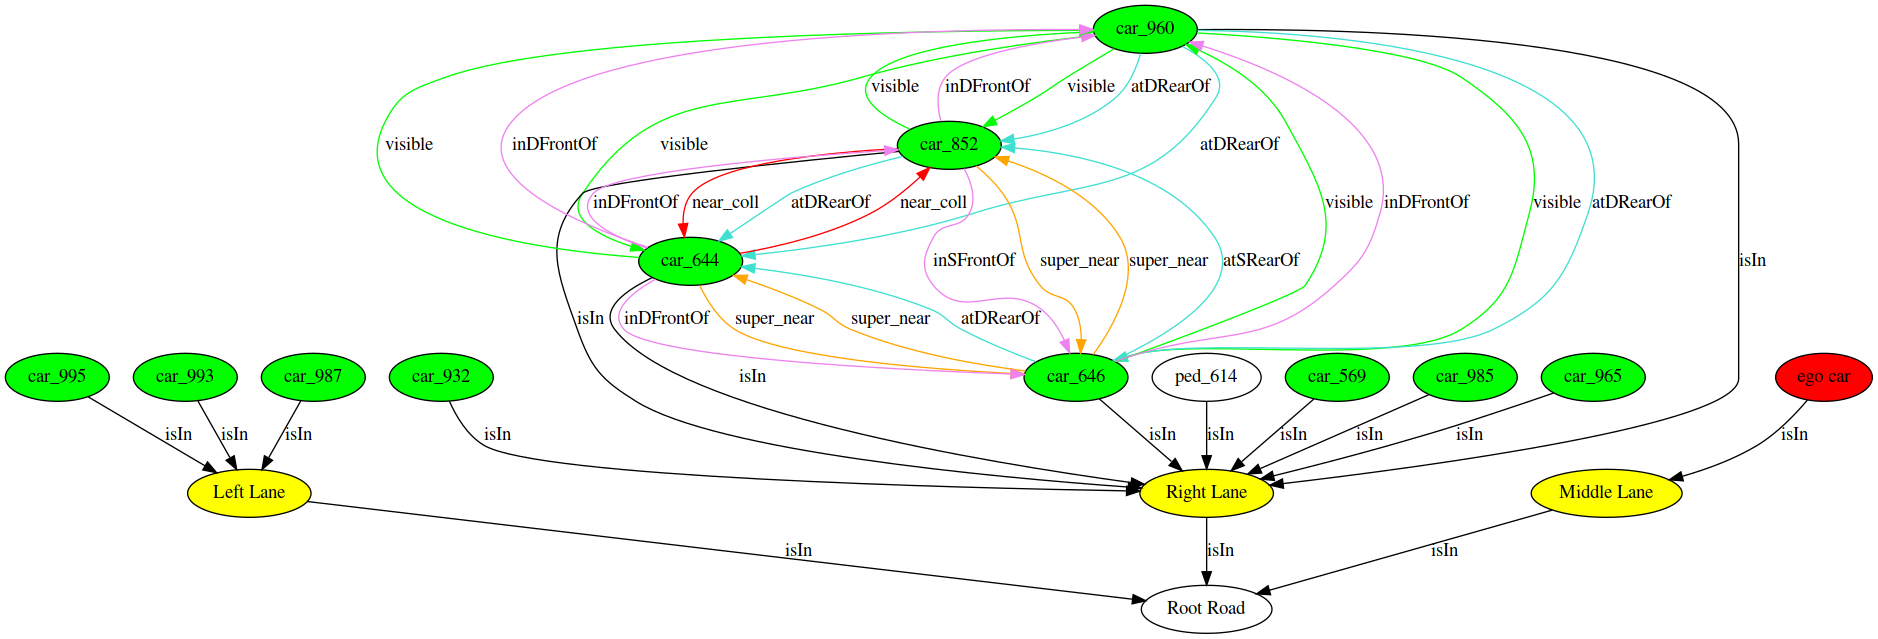 car_960
visible inDFrontOf visible atDRearOf
car_852
visible inDFrontOf visible atDRearOf
inDFrontOf near_coll atDRearOf near_coll visible inDFrontOf visible atDRearOf
car_644 inSFrontOf super_near super_near atSRearOf isIn
isIn inDFrontOf super_near super_near atDRearOf
car_995 car_993 car_987 car_932 isIn car_646 ped_614 car_569 car_985 car_965 ego car
isIn isIn isIn isIn isIn isIn isIn isIn isIn isIn
Left Lane Right Lane Middle Lane
isIn isIn isIn
Root Road